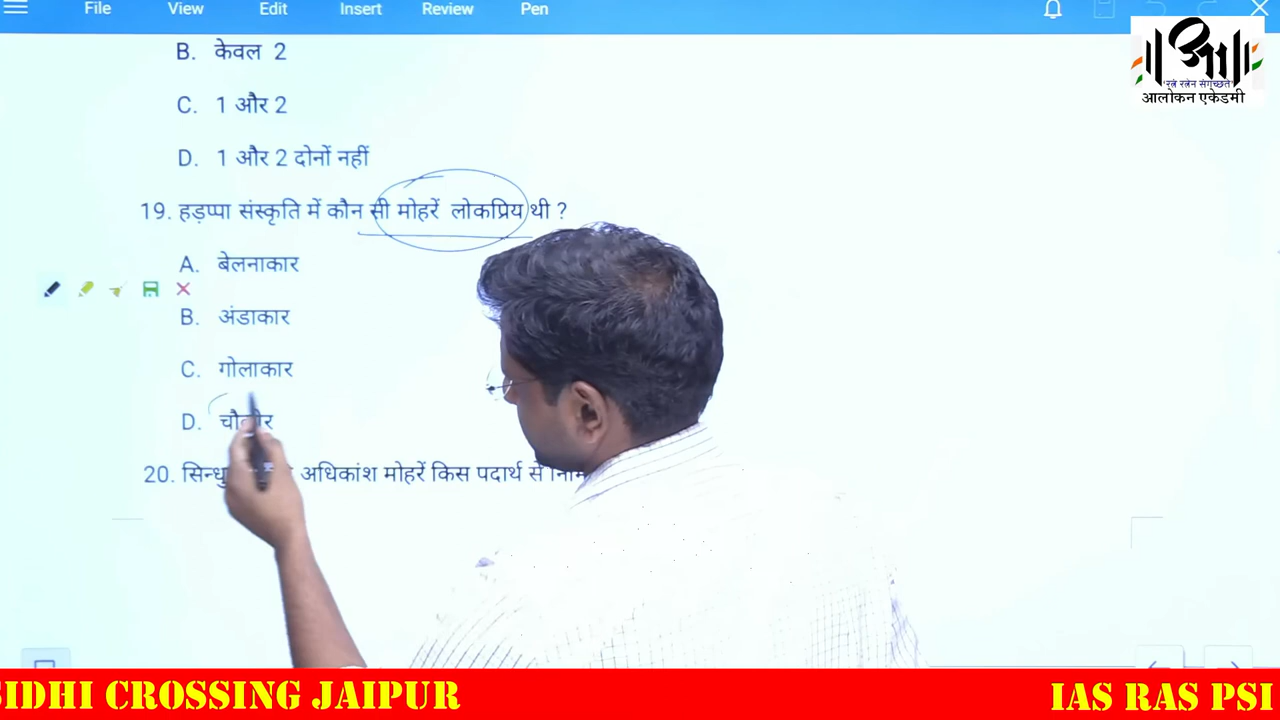 File View Edit Insert Review Pen
B. केवल 2
C. 1 और 2
D. 1 और 2 दोनों नहीं
19. हड़प्पा संस्कृति में कौन सी मोहरें लोकप्रिय थी ?
A. बेलनाकार
B. अंडाकार
C. गोलाकार
D.
20. अधिकांश मोहरें किस पदार्थ से
आलोकन एकेडमी
SIDHI CROSSING JAIPUR IAS RAS PSI